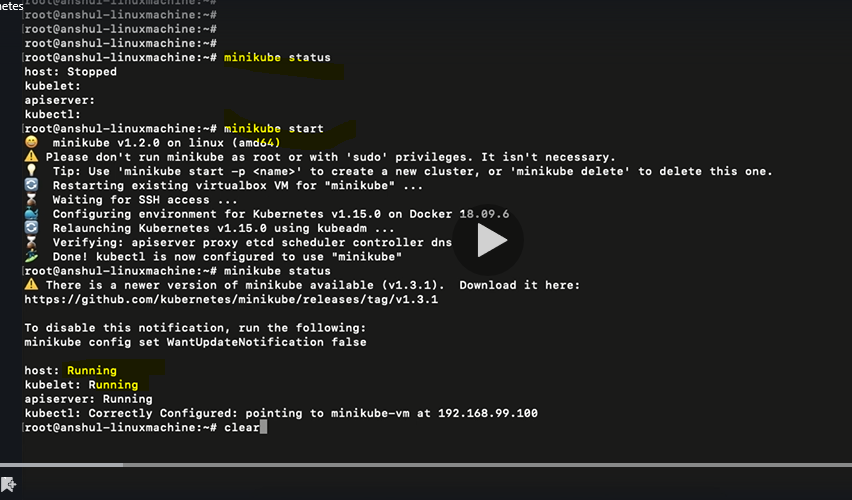 etes
root@anshul-linuxmachine:~#
root@anshul-linuxmachine:~#
root@anshul-linuxmachine:~#
root@anshul-linuxmachine:~#
root@anshul-linuxmachine:~# minikube status
host: Stopped
kubelet:
apiserver:
kubectl:
root@anshul-linuxmachine:~# minikube start
minikube v1.2.0 on linux (amd64)
Please don't run minikube as root or with 'sudo' privileges. It isn't necessary.
Tip: Use 'minikube start -p <name>' to create a new cluster, or 'minikube delete' to delete this one.
Restarting existing virtualbox VM for "minikube" ...
Waiting for SSH access ...
Configuring environment for Kubernetes v1.15.0 on Docker 18.09.6
Relaunching Kubernetes v1.15.0 using kubeadm ...
Verifying: apiserver proxy etcd scheduler controller dns
Done! kubectl is now configured to use "minikube"
root@anshul-linuxmachine:~# minikube status
There is a newer version of minikube available (v1.3.1).  Download it here:
https://github.com/kubernetes/minikube/releases/tag/v1.3.1
To disable this notification, run the following:
minikube config set WantUpdateNotification false
host: Running
kubelet: Running
apiserver: Running
kubectl: Correctly Configured: pointing to minikube-vm at 192.168.99.100
root@anshul-linuxmachine:~# clear